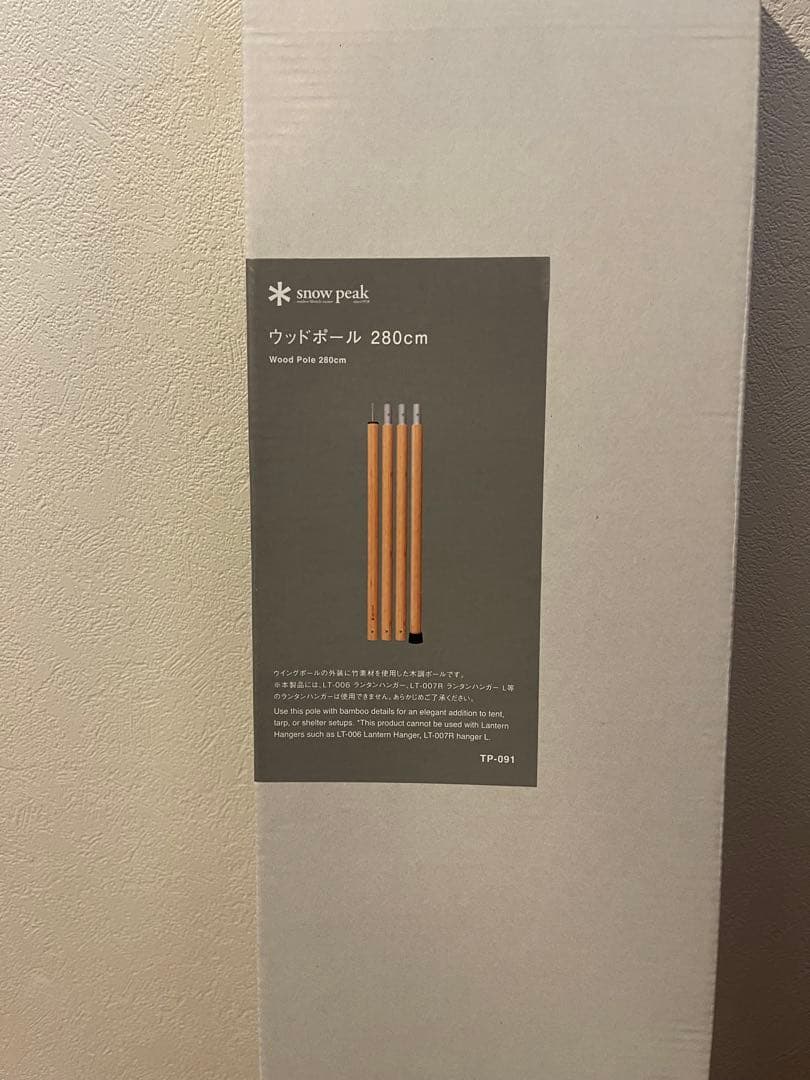 snow peak
ウッドポール 280cm
Wood Pole 280cm
ウイングポールの外装に竹素材を使用した木調ポールです。
※本製品には、LT-006 ランタンハンガー、LT-007R ランタンハンガー L等
のランタンハンガーは使用できません。あらかじめご了承ください。
Use this pole with bamboo details for an elegant addition to tent,
tarp, or shelter setups. *This product cannot be used with Lantern
Hangers such as LT-006 Lantern Hanger, LT-007R hanger L.
TP-091